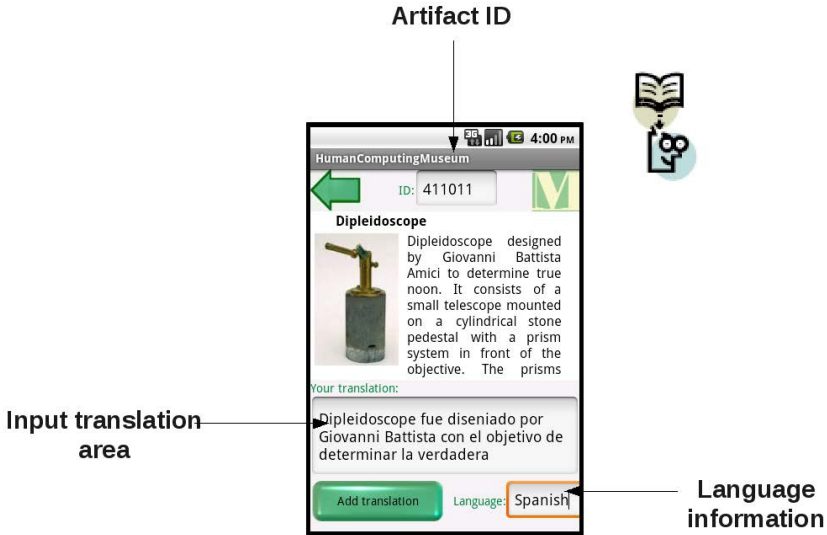 Artifact ID
3G
4:00 PM
HumanComputingMuseum
ID: 411011
M
Dipleidoscope
Dipleidoscope designed
by Giovanni Battista
Amici to determine true
noon. It consists of a
small telescope mounted
on a cylindrical stone
pedestal with a prism
system in front of the
objective. The prisms
Your translation:
Input translation
area
Dipleidoscope fue diseniado por
Giovanni Battista con el objetivo de
determinar la verdadera
Add translation
Language: Spanish
Language
information